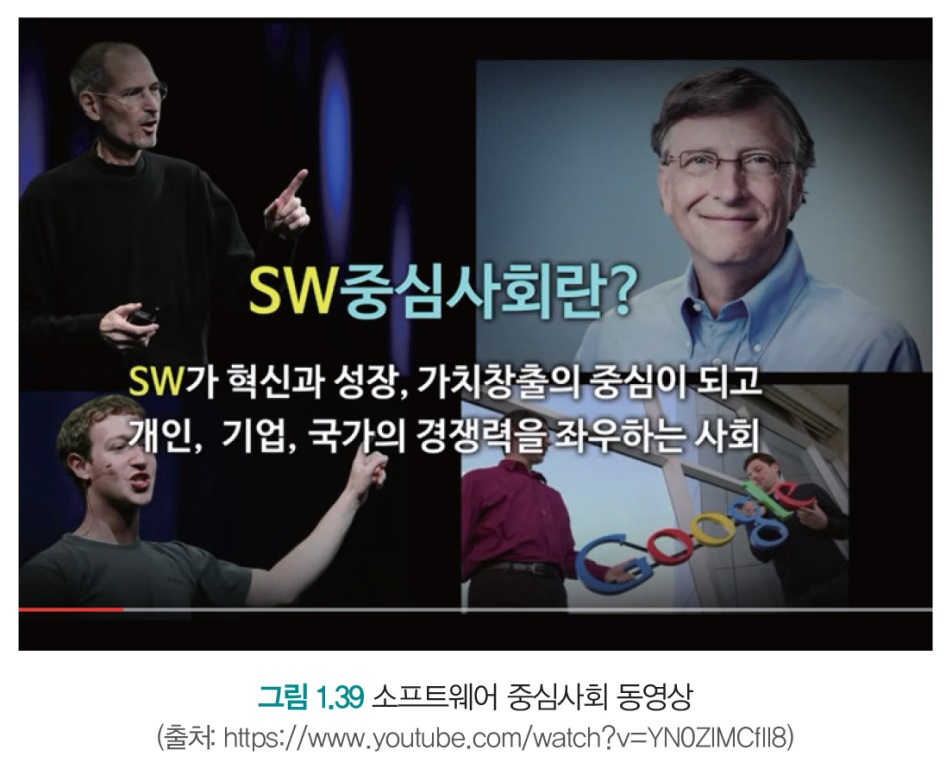 SW중심사회란?
SW가 혁신과 성장, 가치창출의 중심이 되고
개인, 기업, 국가의 경쟁력을 좌우하는 사회
Google
그림 1.39 소프트웨어 중심사회 동영상
(출처: https://www.youtube.com/watch?v=YN0ZIMCfII8)